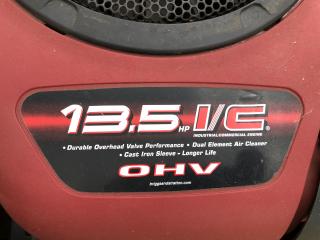 13.5 HP I/C®
INDUSTRIAL/COMMERCIAL ENGINE
• Durable Overhead Valve Performance • Dual Element Air Cleaner
• Cast Iron Sleeve - Longer Life
OHV
briggsandstratton.com